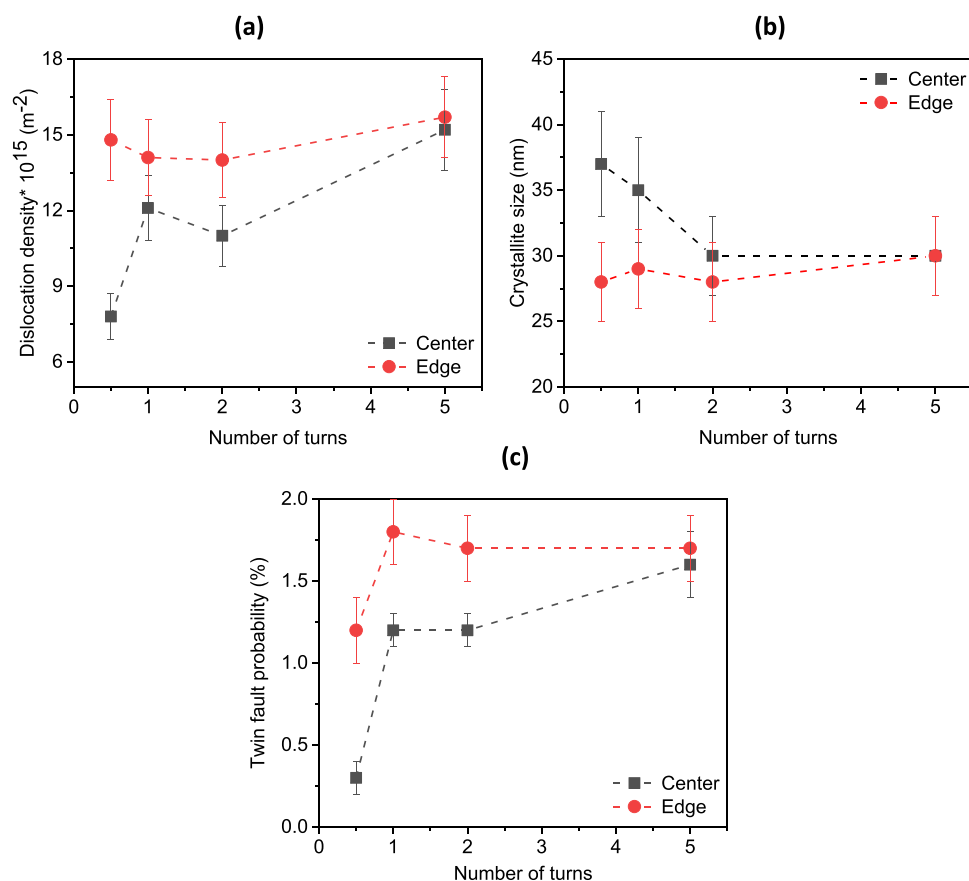 (a)
18
15
12
9
6
0
1
2
3
4
5
Dislocation density* 10¹⁵ (m⁻²)
Number of turns
Center
Edge
(b)
45
40
35
30
25
20
0
1
2
3
4
5
Crystallite size (nm)
Number of turns
Center
Edge
(c)
2.0
1.5
1.0
0.5
0.0
0
1
2
3
4
5
Twin fault probability (%)
Number of turns
Center
Edge